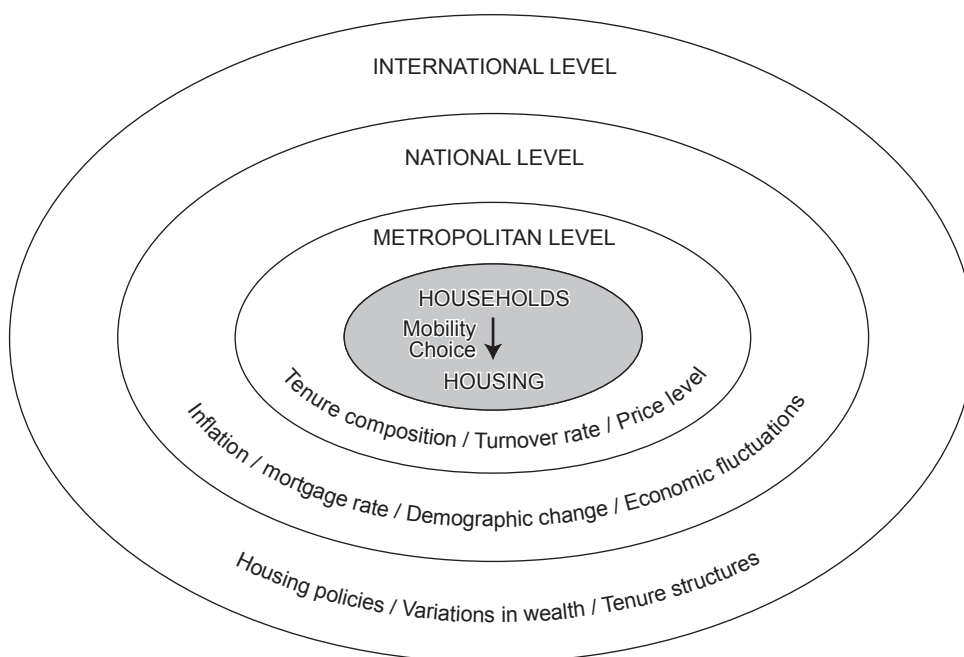 INTERNATIONAL LEVEL
NATIONAL LEVEL
METROPOLITAN LEVEL
HOUSEHOLDS
Mobility
Choice
HOUSING
Tenure composition / Turnover rate / Price level
Inflation / mortgage rate / Demographic change / Economic fluctuations
Housing policies / Variations in wealth / Tenure structures